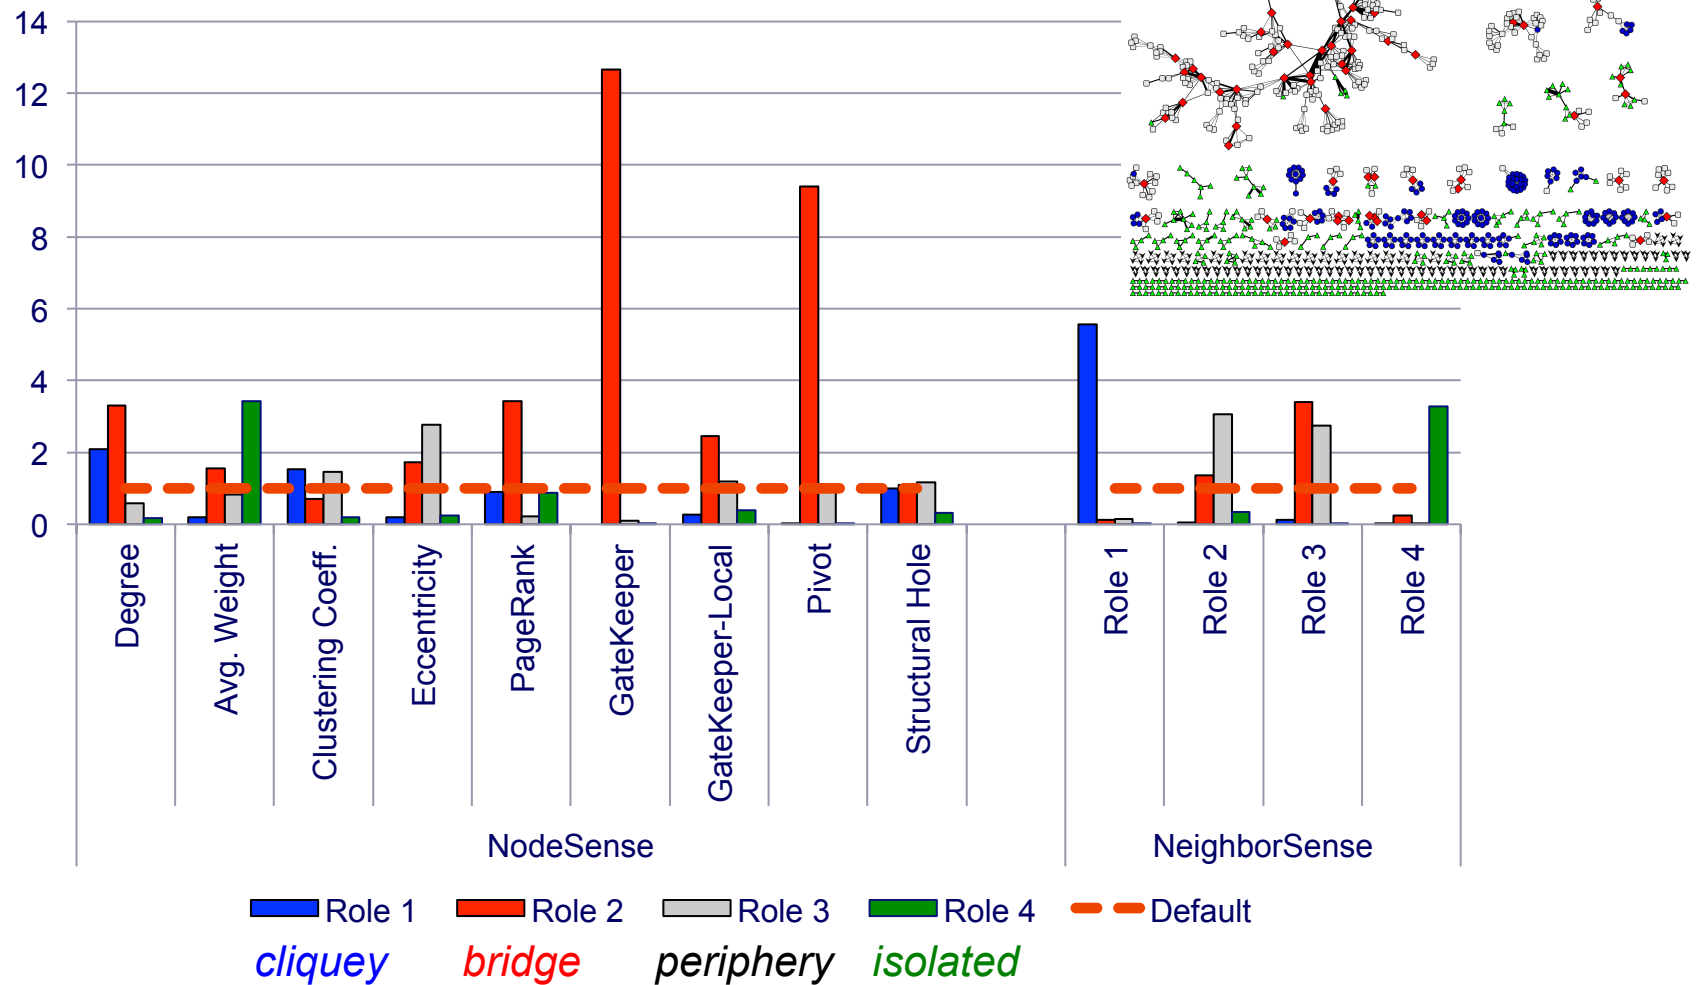 14
12
10
8
6
4
2
0
Degree
Avg. Weight
Clustering Coeff.
Eccentricity
PageRank
GateKeeper
GateKeeper-Local
Pivot
Structural Hole
Role 1
Role 2
Role 3
Role 4
NodeSense
NeighborSense
Role 1
Role 2
Role 3
Role 4
Default
cliquey
bridge
periphery
isolated